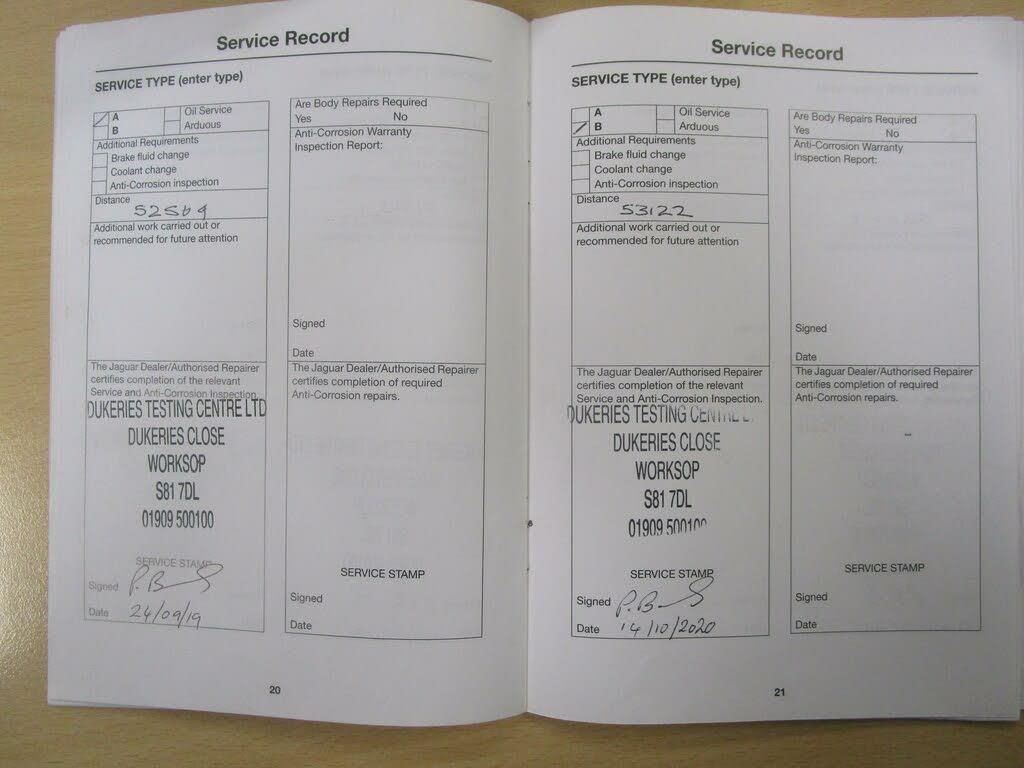 Service Record
SERVICE TYPE (enter type)
A
B
Oil Service
Arduous
Additional Requirements
Brake fluid change
Coolant change
Anti-Corrosion inspection
Distance
52569
Additional work carried out or
recommended for future attention
The Jaguar Dealer/Authorised Repairer
certifies completion of the relevant
Service and Anti-Corrosion Inspection.
DUKERIES TESTING CENTRE LTD
DUKERIES CLOSE
WORKSOP
S81 7DL
01909 500100
SERVICE STAMP
Signed
Date 24/09/19
Are Body Repairs Required
Yes No
Anti-Corrosion Warranty
Inspection Report:
Signed
Date
The Jaguar Dealer/Authorised Repairer
certifies completion of required
Anti-Corrosion repairs.
SERVICE STAMP
Signed
Date
20
Service Record
SERVICE TYPE (enter type)
A
B
Oil Service
Arduous
Additional Requirements
Brake fluid change
Coolant change
Anti-Corrosion inspection
Distance
53122
Additional work carried out or
recommended for future attention
The Jaguar Dealer/Authorised Repairer
certifies completion of the relevant
Service and Anti-Corrosion Inspection.
DUKERIES TESTING CENTRE
DUKERIES CLOSE
WORKSOP
S81 7DL
01909 500100
SERVICE STAMP
Signed
Date 14/10/2020
Are Body Repairs Required
Yes No
Anti-Corrosion Warranty
Inspection Report:
Signed
Date
The Jaguar Dealer/Authorised Repairer
certifies completion of required
Anti-Corrosion repairs.
SERVICE STAMP
Signed
Date
21